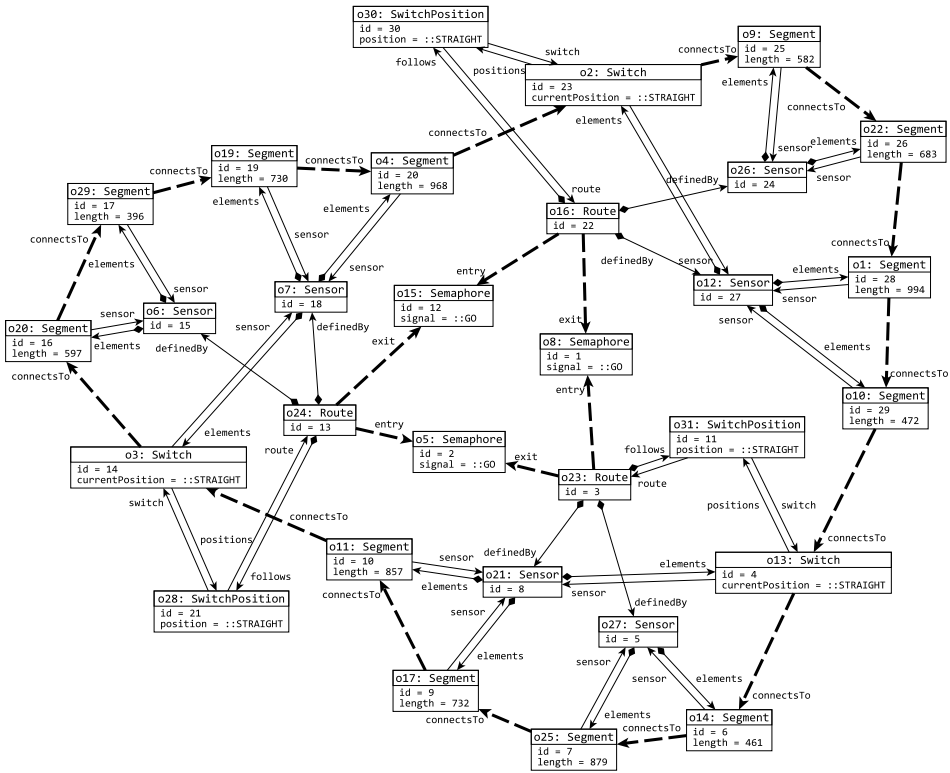 o30: SwitchPosition
id = 30
position = ::STRAIGHT
follows
switch
positions
o2: Switch
id = 23
currentPosition = ::STRAIGHT
elements
connectsTo
o9: Segment
id = 25
length = 582
elements
connectsTo
o22: Segment
id = 26
length = 683
elements
sensor
sensor
o26: Sensor
id = 24
definedBy
connectsTo
o19: Segment
id = 19
length = 730
connectsTo
connectsTo
o4: Segment
id = 20
length = 968
connectsTo
o29: Segment
id = 17
length = 396
elements
elements
sensor
sensor
route
o16: Route
id = 22
definedBy
sensor
entry
exit
connectsTo
elements
sensor
o7: Sensor
id = 18
o15: Semaphore
id = 12
signal = ::GO
o12: Sensor
id = 27
elements
sensor
connectsTo
o1: Segment
id = 28
length = 994
o6: Sensor
id = 15
sensor
elements
o20: Segment
id = 16
length = 597
connectsTo
definedBy
sensor
definedBy
exit
o8: Semaphore
id = 1
signal = ::GO
entry
sensor
elements
connectsTo
o10: Segment
id = 29
length = 472
o24: Route
id = 13
entry
elements
route
o5: Semaphore
id = 2
signal = ::GO
exit
o31: SwitchPosition
id = 11
position = ::STRAIGHT
follows
route
o23: Route
id = 3
o3: Switch
id = 14
currentPosition = ::STRAIGHT
switch
positions
connectsTo
positions
switch
connectsTo
o11: Segment
id = 10
length = 857
sensor
elements
definedBy
o21: Sensor
id = 8
elements
sensor
o13: Switch
id = 4
currentPosition = ::STRAIGHT
follows
o28: SwitchPosition
id = 21
position = ::STRAIGHT
connectsTo
sensor
elements
definedBy
o27: Sensor
id = 5
sensor
elements
sensor
elements
connectsTo
o17: Segment
id = 9
length = 732
connectsTo
o25: Segment
id = 7
length = 879
connectsTo
o14: Segment
id = 6
length = 461